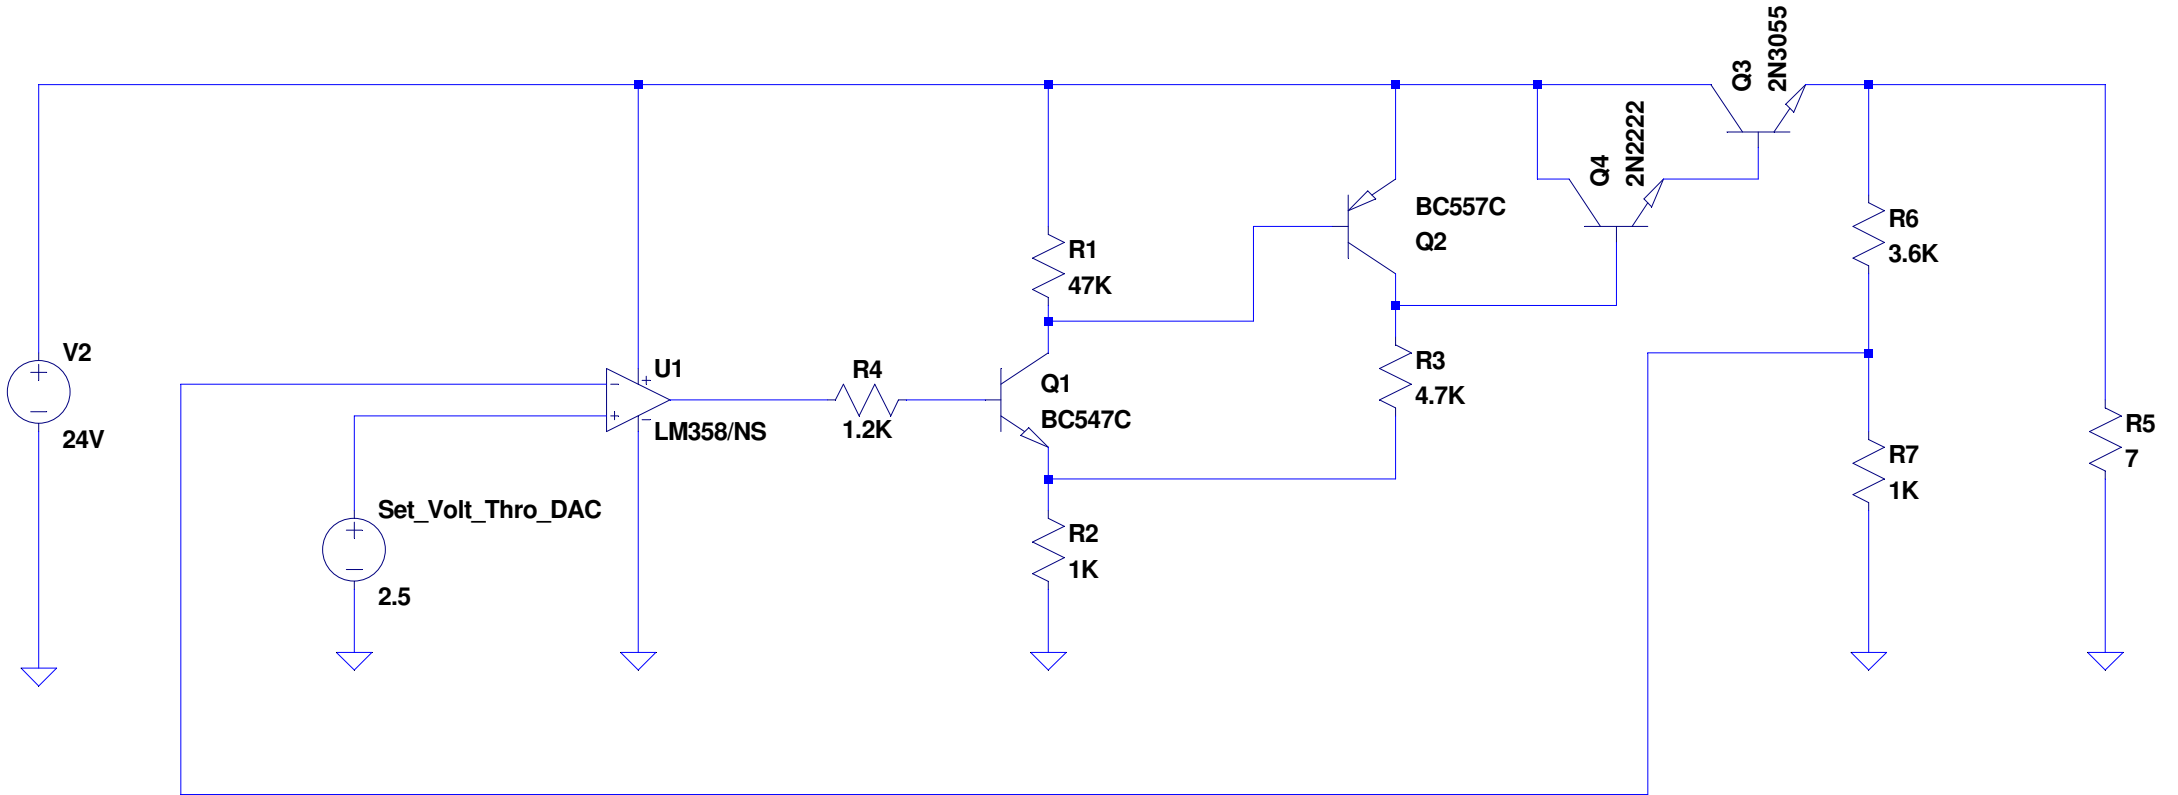 Q3
2N3055
Q4
2N2222
BC557C
Q2
R6
3.6K
R1
47K
V2
24V
U1
LM358/NS
R4
1.2K
Q1
BC547C
R3
4.7K
R5
7
R7
1K
Set_Volt_Thro_DAC
2.5
R2
1K